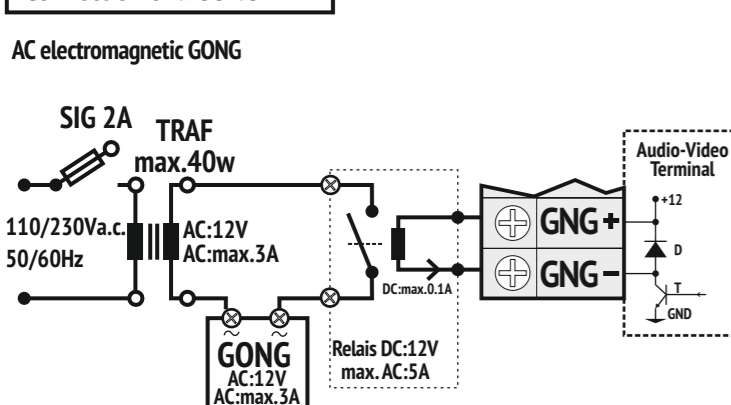 AC electromagnetic GONG
SIG 2A
TRAF
max.40w
110/230Va.c.
50/60Hz
AC:12V
AC:max.3A
GONG
AC:12V
AC:max.3A
DC:max.0.1A
Relais DC:12V
max. AC:5A
GNG+
GNG-
Audio-Video
Terminal
+12
D
T
GND